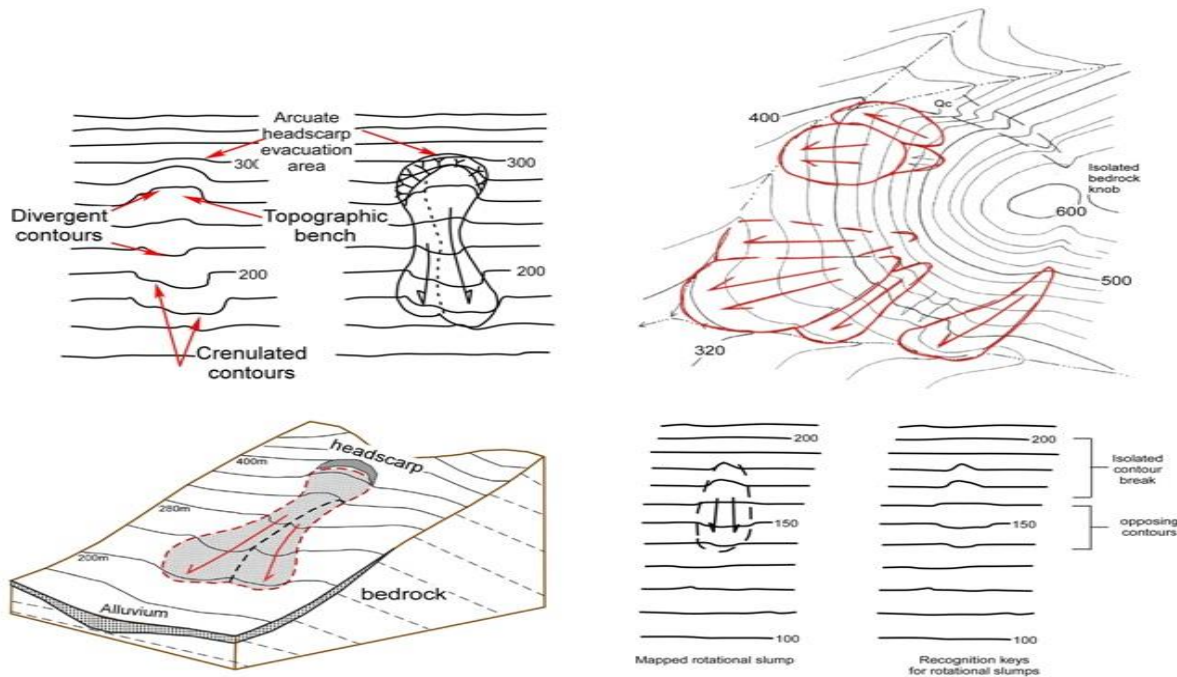 Arcuate
headscarp
evacuation
area
300
300
Divergent
contours
Topographic
bench
200
200
Crenulated
contours
400
Qc
Isolated
bedrock
knob
600
500
320
headscarp
400m
280m
200m
Alluvium
bedrock
200
150
100
Mapped rotational slump
200
Isolated
contour
break
150
opposing
contours
100
Recognition keys
for rotational slumps